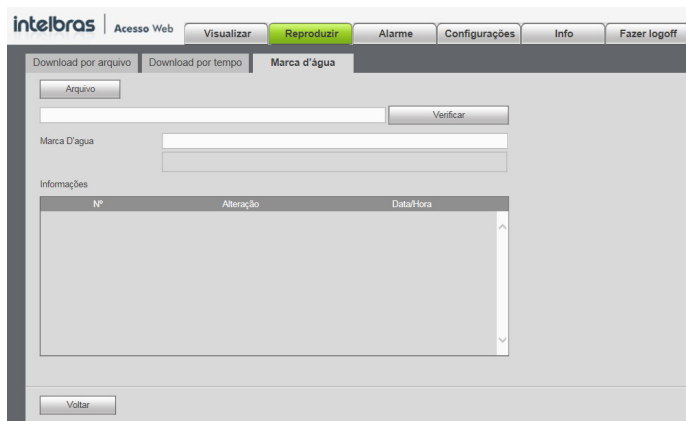 intelbras Acesso Web Visualizar Reproduzir Alarme Configurações Info Fazer logoff
Download por arquivo Download por tempo Marca d'água
Arquivo
Verificar
Marca D'agua
Informações
Nº Alteração Data/Hora
Voltar